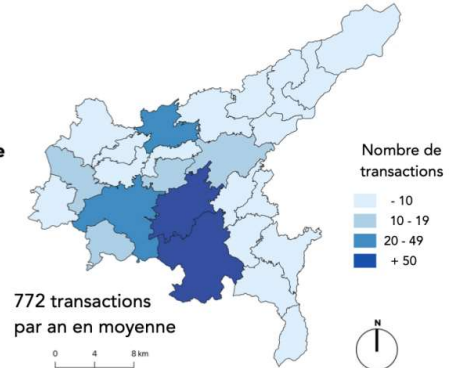 e
Nombre de
transactions
- 10
10 - 19
20 - 49
+ 50
772 transactions
par an en moyenne
0 4 8 km
N